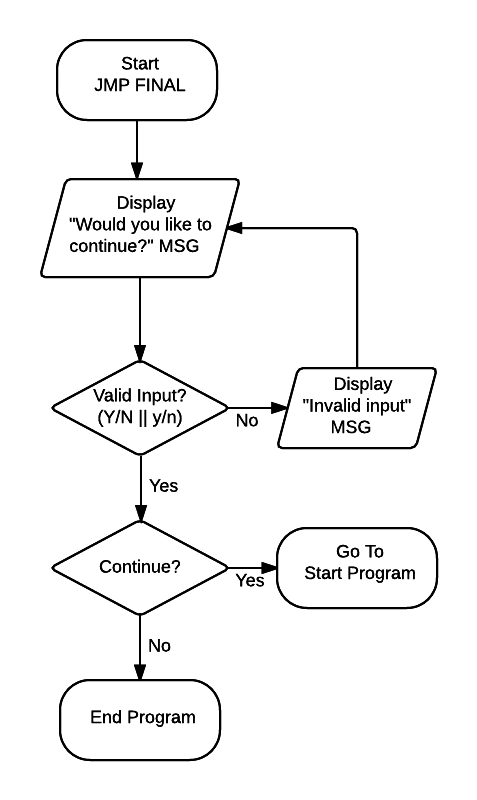 Start
JMP FINAL
Display
"Would you like to
continue?" MSG
Valid Input?
(Y/N || y/n)
No
Display
"Invalid input"
MSG
Yes
Continue?
Yes
Go To
Start Program
No
End Program